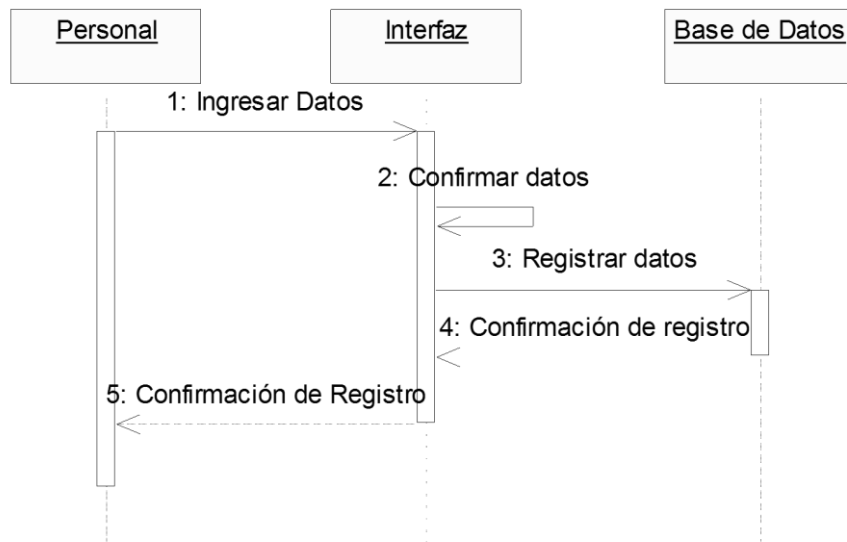 Personal
Interfaz
Base de Datos
1: Ingresar Datos
2: Confirmar datos
3: Registrar datos
4: Confirmación de registro
5: Confirmación de Registro